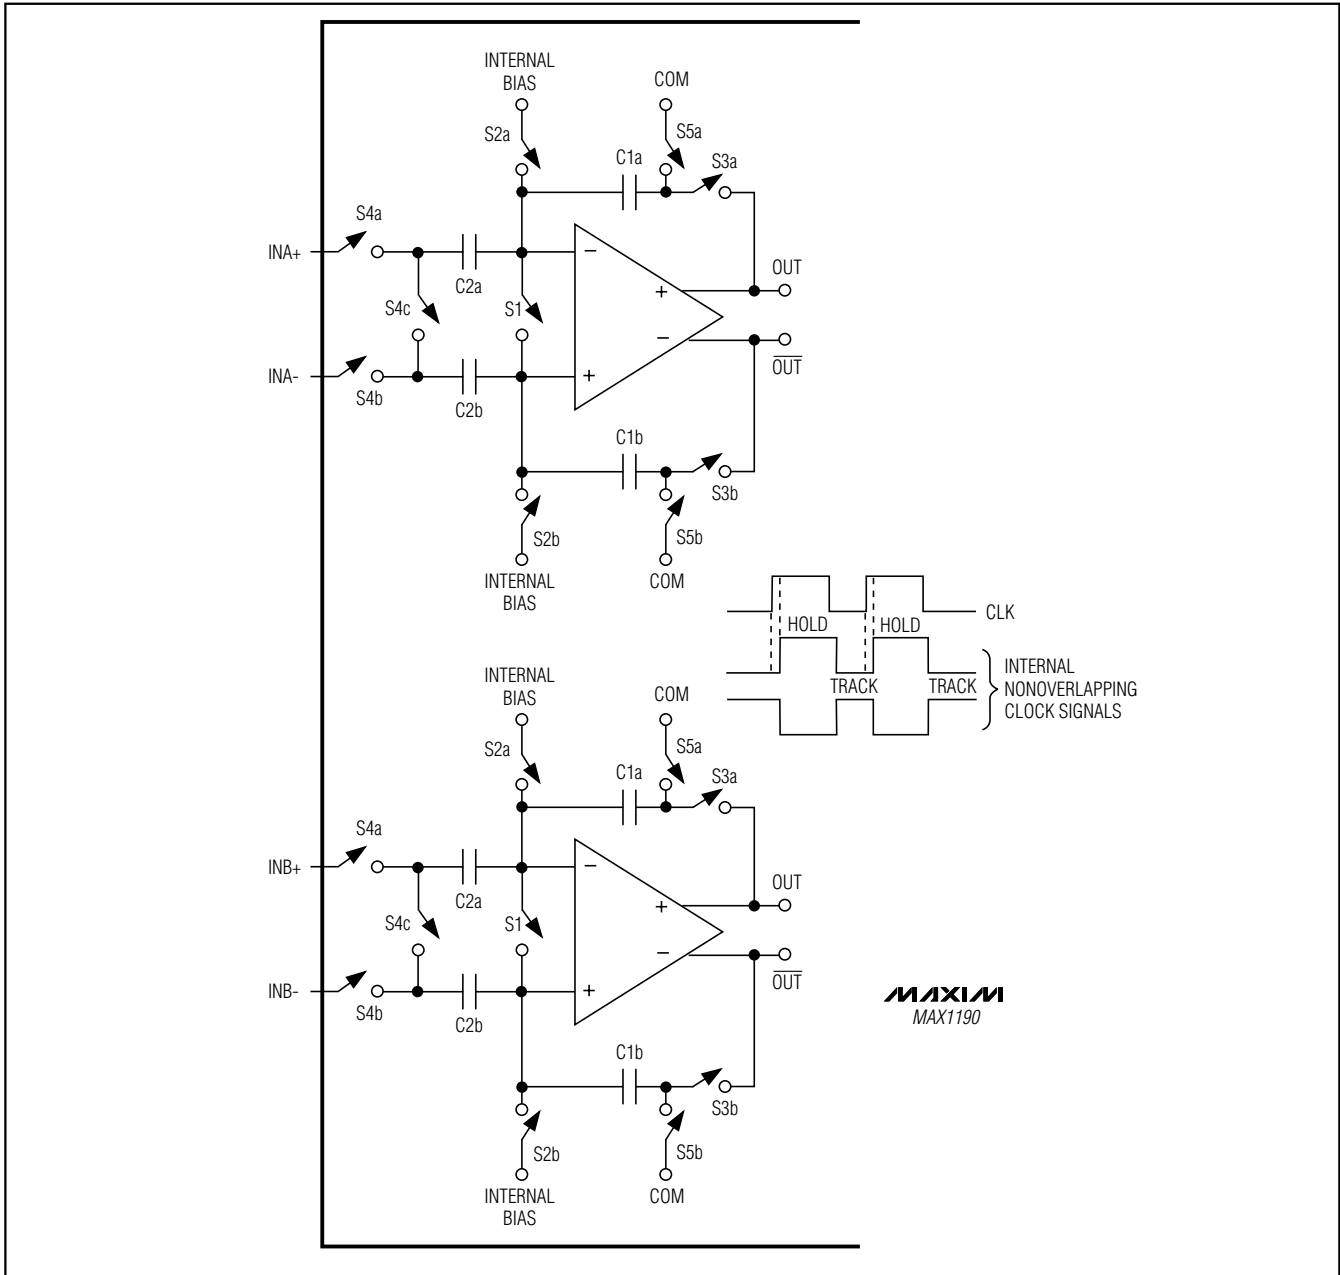 INTERNAL
BIAS
COM
S2a
S5a
C1a
S3a
S4a
INA+
−
C2a
OUT
+
S4c
S1
−
OUT
INA-
+
S4b
C2b
C1b
S3b
S2b
S5b
INTERNAL
BIAS
COM
CLK
HOLD
HOLD
TRACK
TRACK
INTERNAL
NONOVERLAPPING
CLOCK SIGNALS
INTERNAL
BIAS
COM
S2a
S5a
C1a
S3a
S4a
INB+
−
C2a
OUT
+
S4c
S1
−
OUT
INB-
+
S4b
C2b
MAXIM
MAX1190
C1b
S3b
S2b
S5b
INTERNAL
BIAS
COM